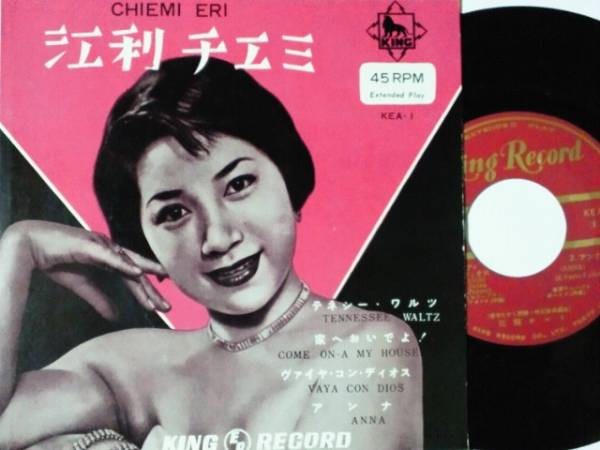 CHIEMI ERI
江利チエミ
KING
45 RPM
Extended Play
KEA-1
テネシー・ワルツ
TENNESSEE WALTZ
家へおいでよ!
COME ON-A MY HOUSE
ヴァイヤ・コン・ディオス
VAYA CON DIOS
アンナ
ANNA
KING EP RECORD
King Record